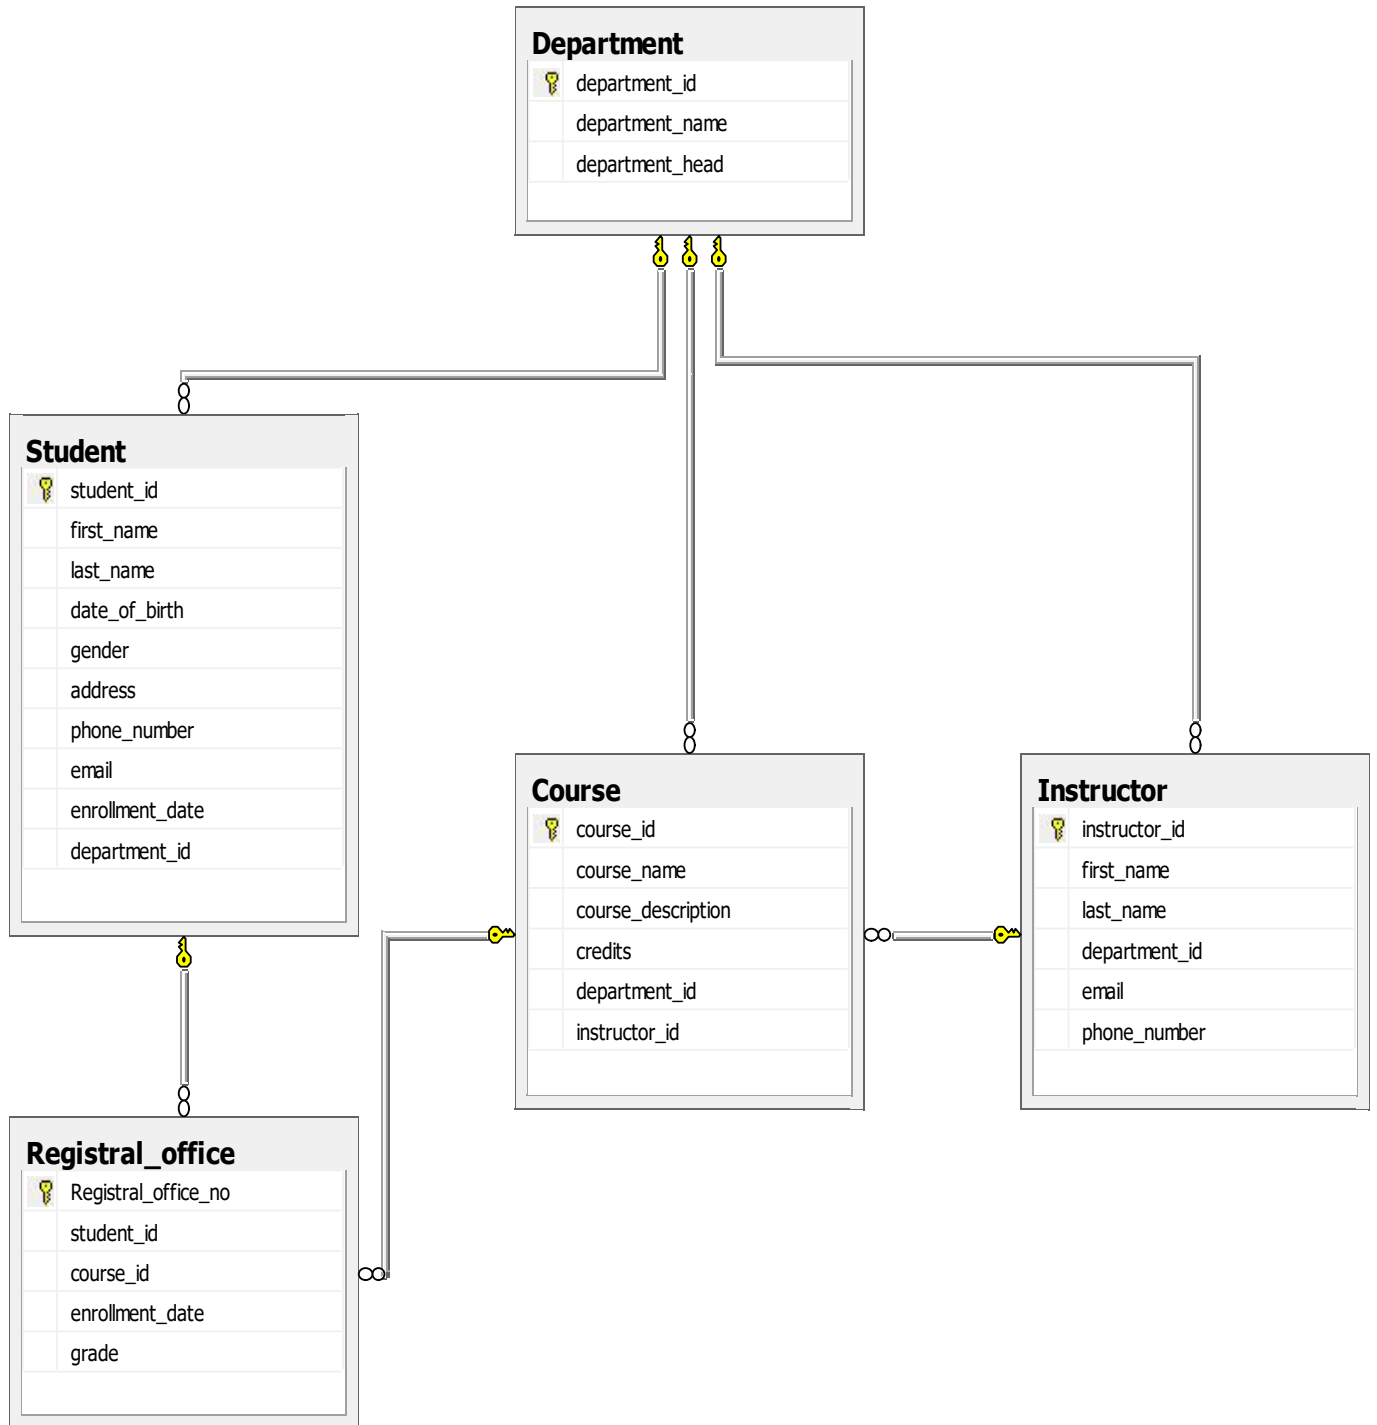 Department
department_id
department_name
department_head
Student
student_id
first_name
last_name
date_of_birth
gender
address
phone_number
email
enrollment_date
department_id
Course
course_id
course_name
course_description
credits
department_id
instructor_id
Instructor
instructor_id
first_name
last_name
department_id
email
phone_number
Registral_office
Registral_office_no
student_id
course_id
enrollment_date
grade